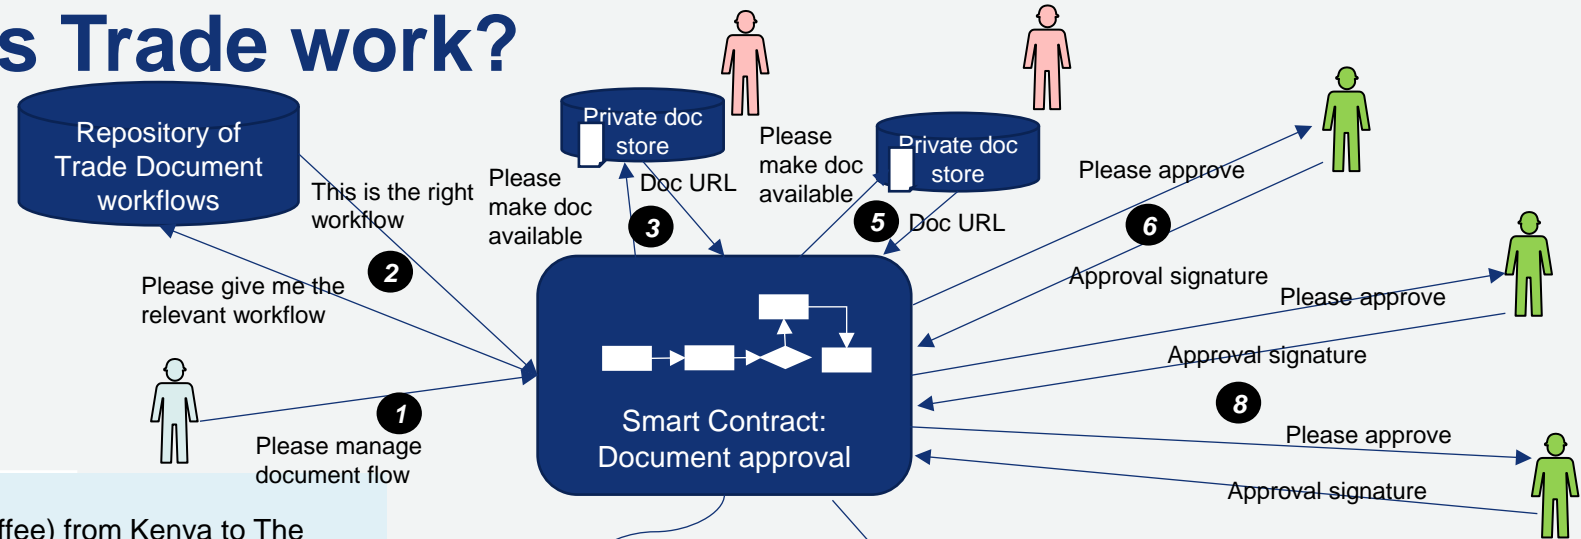 s Trade work?
Repository of
Trade Document
workflows
Private doc
store
Please
make doc
available
Private doc
store
This is the right
workflow
Please
make doc
available
Doc URL
3
5
Doc URL
Please approve
6
Approval signature
2
Please give me the
relevant workflow
Please approve
Approval signature
8
1
Please manage
document flow
Smart Contract:
Document approval
Please approve
Approval signature
ffee) from Kenya to The